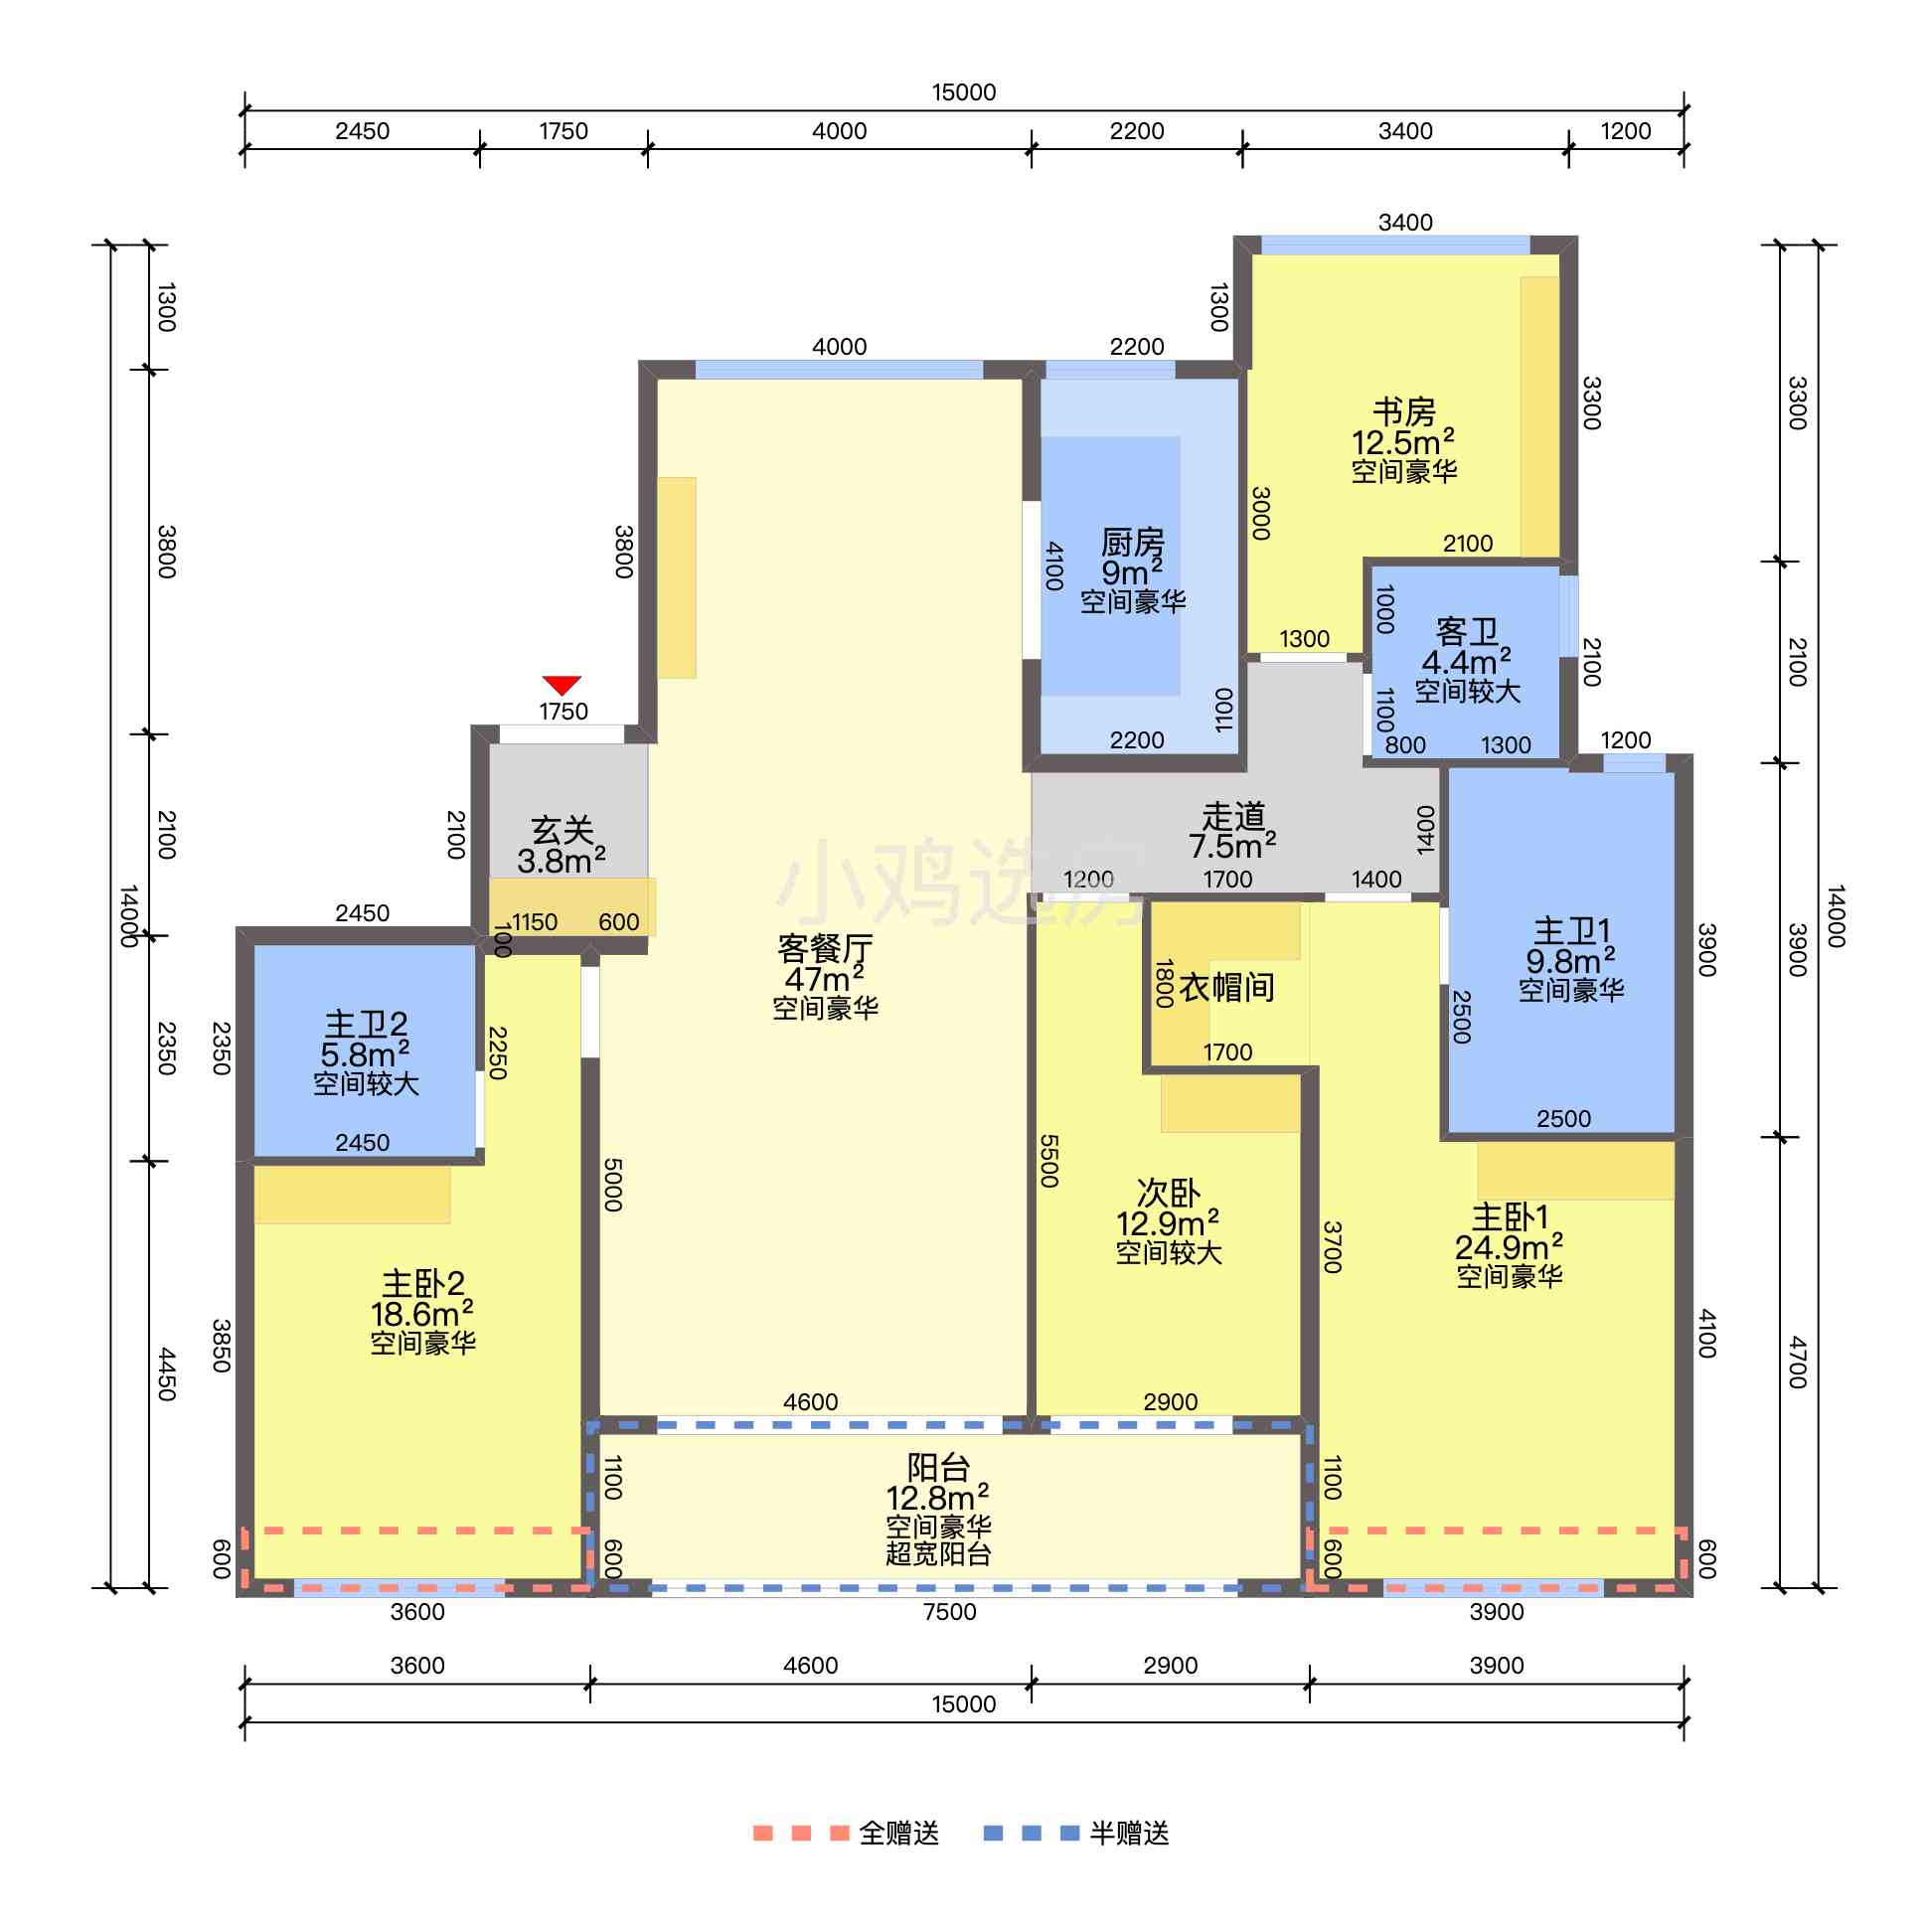 15000
2450
1750
4000
2200
3400
1200
3400
1300
1300
4000
2200
3300
3300
书房
12.5m²
空间豪华
3800
3800
3000
4100
厨房
9m²
空间豪华
2100
1000
客卫
4.4m²
空间较大
1300
2100
2100
1750
1100
1100
2200
800
1300
1200
2100
2100
玄关
3.8m²
走道
7.5m²
1400
小鸡选房
1200
1700
1400
14000
14000
2450
1150
600
100
客餐厅
47m²
空间豪华
1800
衣帽间
主卫1
9.8m²
空间豪华
3900
3900
2350
2350
主卫2
5.8m²
空间较大
2250
2500
1700
2450
2500
5000
5500
次卧
12.9m²
空间较大
3700
主卧1
24.9m²
空间豪华
主卧2
18.6m²
空间豪华
3850
4450
4100
4700
4600
2900
1100
阳台
12.8m²
空间豪华
超宽阳台
1100
600
600
600
600
3600
7500
3900
3600
4600
2900
3900
15000
全赠送
半赠送